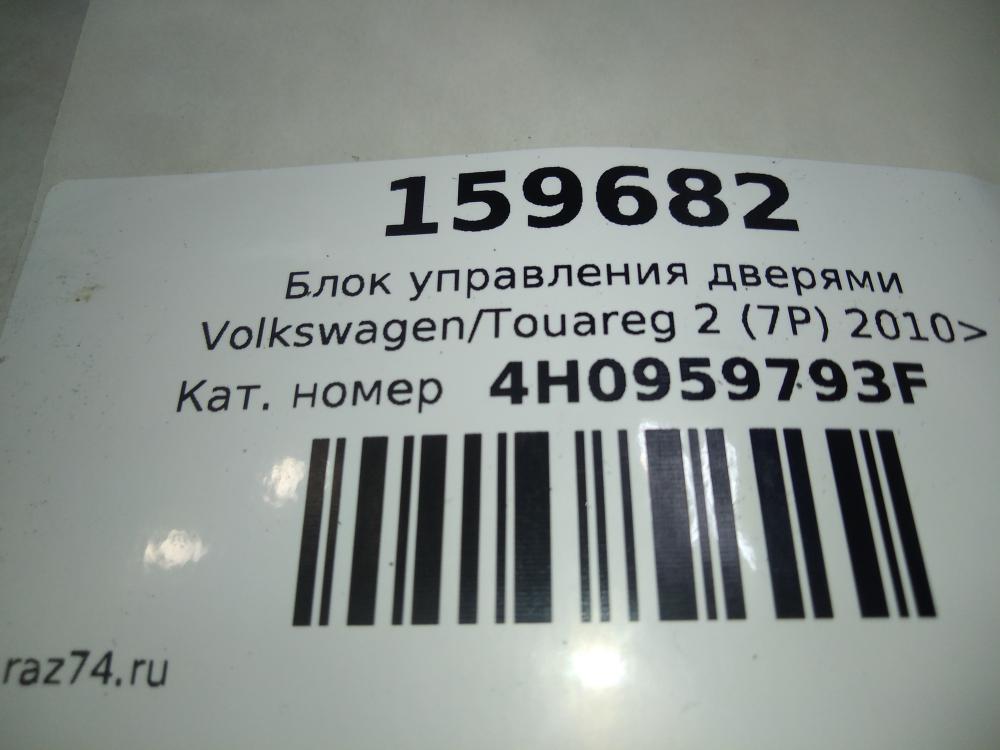 159682
Блок управления дверями
Volkswagen/Touareg 2 (7P) 2010>
Кат. номер 4H0959793F
raz74.ru